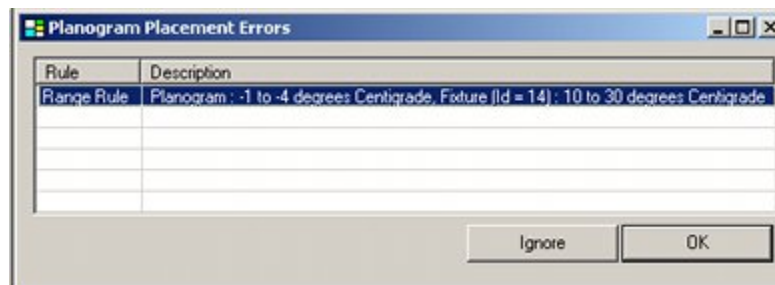 Planogram Placement Errors
Rule Description
Range Rule Planogram : -1 to -4 degrees Centigrade, Fixture (Id = 14) : 10 to 30 degrees Centigrade
Ignore OK